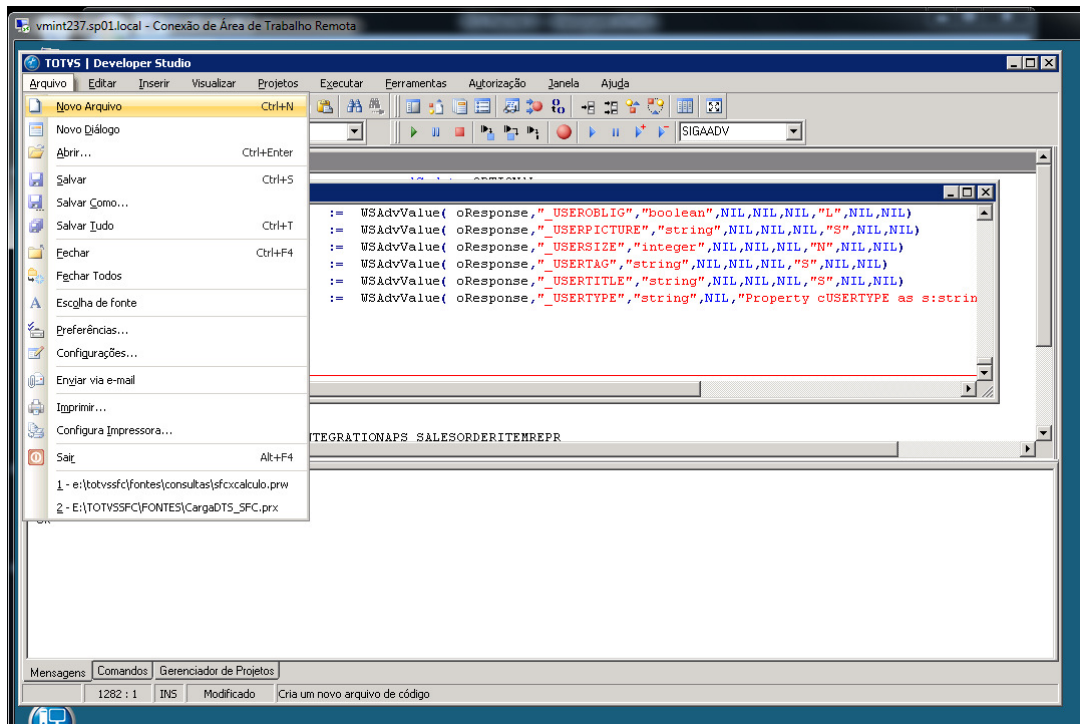 vmint237.sp01.local - Conexão de Área de Trabalho Remota
TOTVS | Developer Studio
Arquivo Editar Inserir Visualizar Projetos Executar Ferramentas Autorização Janela Ajuda
Novo Arquivo Ctrl+N
Novo Diálogo
Abrir... Ctrl+Enter
Salvar Ctrl+S
Salvar Como...
Salvar Tudo Ctrl+T
Fechar Ctrl+F4
Fechar Todos
Escolha de fonte
Preferências...
Configurações...
Enviar via e-mail
Imprimir...
Configura Impressora...
Sair Alt+F4
1 - e:\totvssfc\fontes\consultas\sfcxcalculo.prw
2 - E:\TOTVSSFC\FONTES\CargaDTS_SFC.prx
SIGAADV
OPTIONAL
:= WSAdvValue( oResponse,"_USEROBLIG","boolean",NIL,NIL,NIL,"L",NIL,NIL)
:= WSAdvValue( oResponse,"_USERPICTURE","string",NIL,NIL,NIL,"S",NIL,NIL)
:= WSAdvValue( oResponse,"_USERSIZE","integer",NIL,NIL,NIL,"N",NIL,NIL)
:= WSAdvValue( oResponse,"_USERTAG","string",NIL,NIL,NIL,"S",NIL,NIL)
:= WSAdvValue( oResponse,"_USERTITLE","string",NIL,NIL,NIL,"S",NIL,NIL)
:= WSAdvValue( oResponse,"_USERTYPE","string",NIL,"Property cUSERTYPE as s:strin
NTEGRATIONAPS SALESORDERITEMREPR
Mensagens Comandos Gerenciador de Projetos
1282 : 1 INS Modificado Cria um novo arquivo de código